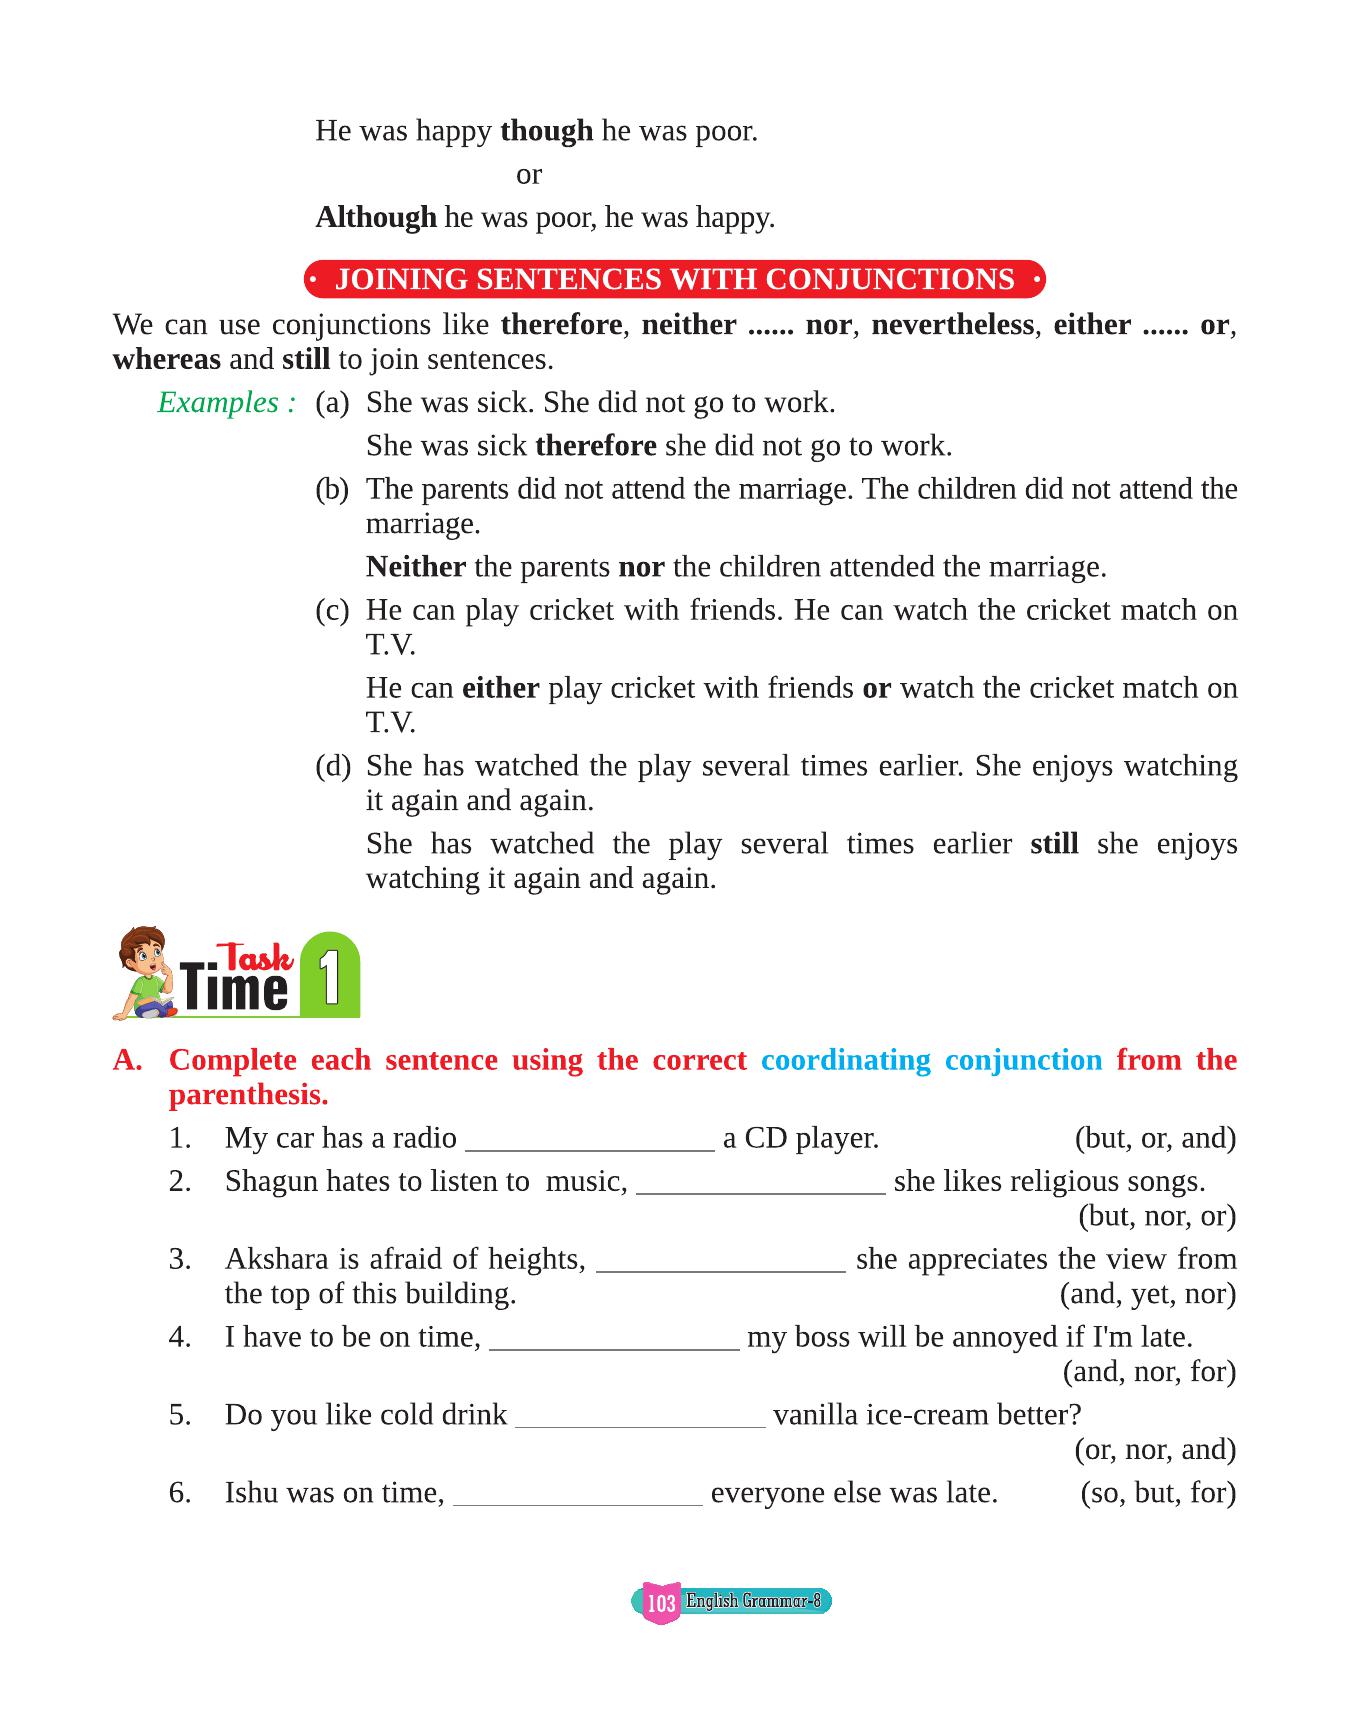 He was happy though he was poor.
or
Although he was poor, he was happy.
• JOINING SENTENCES WITH CONJUNCTIONS •
We can use conjunctions like therefore, neither ...... nor, nevertheless, either ...... or,
whereas and still to join sentences.
Examples : (a) She was sick. She did not go to work.
She was sick therefore she did not go to work.
(b) The parents did not attend the marriage. The children did not attend the
marriage.
Neither the parents nor the children attended the marriage.
(c) He can play cricket with friends. He can watch the cricket match on
T.V.
He can either play cricket with friends or watch the cricket match on
T.V.
(d) She has watched the play several times earlier. She enjoys watching
it again and again.
She has watched the play several times earlier still she enjoys
watching it again and again.
Task
Time 1
A. Complete each sentence using the correct coordinating conjunction from the
parenthesis.
1. My car has a radio ________________ a CD player. (but, or, and)
2. Shagun hates to listen to music, ________________ she likes religious songs.
(but, nor, or)
3. Akshara is afraid of heights, ________________ she appreciates the view from
the top of this building. (and, yet, nor)
4. I have to be on time, ________________ my boss will be annoyed if I'm late.
(and, nor, for)
5. Do you like cold drink ________________ vanilla ice-cream better?
(or, nor, and)
6. Ishu was on time, ________________ everyone else was late. (so, but, for)
103 English Grammar-8